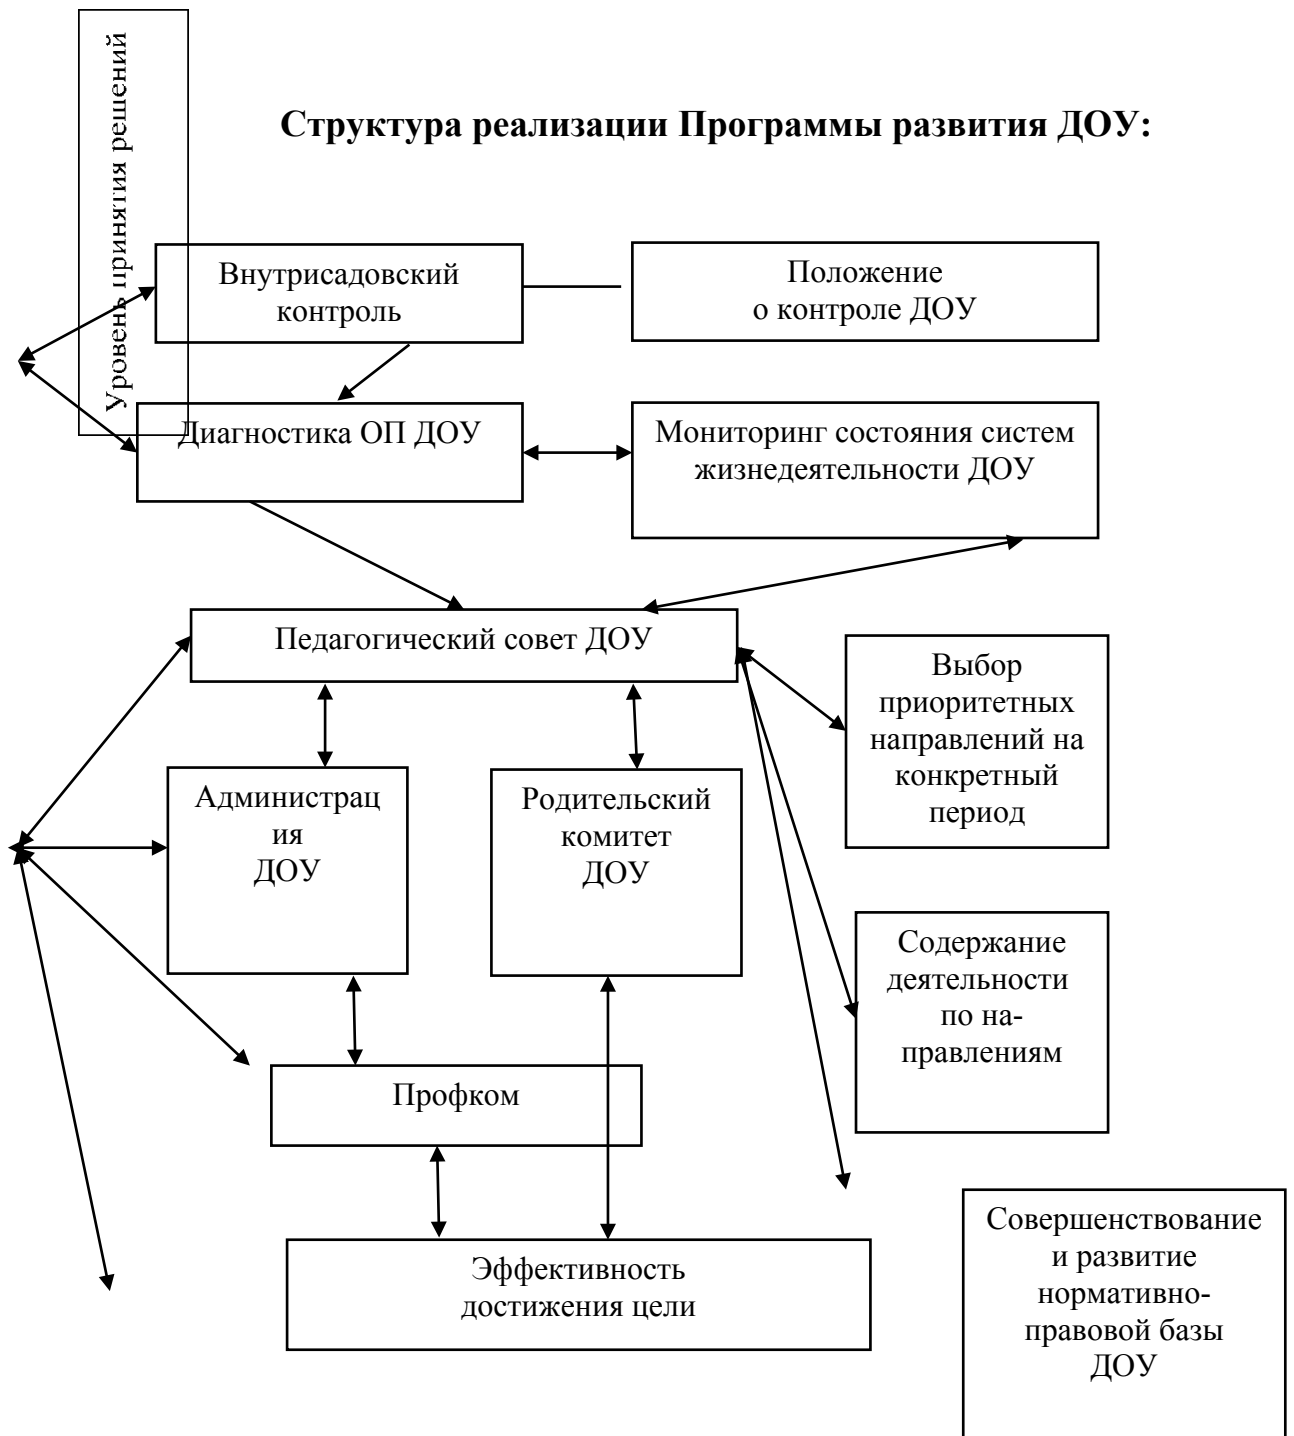 Уровень принятия решений
Структура реализации Программы развития ДОУ:
Внутрисадовский
контроль
Положение
о контроле ДОУ
Диагностика ОП ДОУ
Мониторинг состояния систем
жизнедеятельности ДОУ
Педагогический совет ДОУ
Выбор
приоритетных
направлений на
конкретный
период
Администрац
ия
ДОУ
Родительский
комитет
ДОУ
Содержание
деятельности
по на-
правлениям
Профком
Совершенствование
и развитие
нормативно-
правовой базы
ДОУ
Эффективность
достижения цели